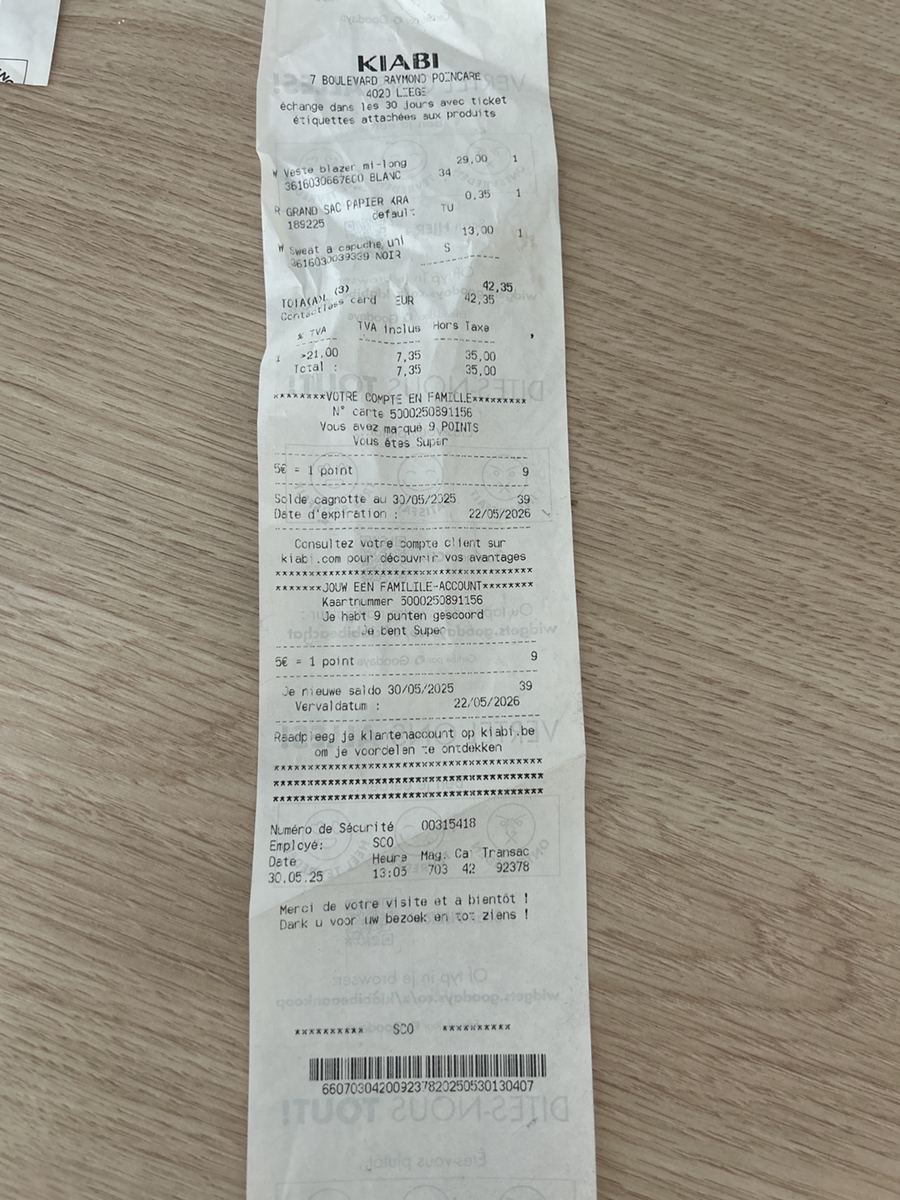 KIABI
7 BOULEVARD RAYMOND POINCARE
4020 LIEGE
échange dans les 30 jours avec ticket
étiquettes attachées aux produits
W Veste blazer mi-long 29,00 1
3616030667600 BLANC 34
R GRAND SAC PAPIER KRA 0,35 1
189225 default TU
W Sweat à capuche, uni 13,00 1
3616030039339 NOIR S
TOTA(A)L (3) 42,35
Contactless card EUR 42,35
% TVA TVA inclus Hors Taxe
1 >21,00 7,35 35,00
Total : 7,35 35,00
********VOTRE COMPTE EN FAMILLE*********
N° carte 5000250891156
Vous avez marqué 9 POINTS
Vous êtes Super
5€ = 1 point 9
Solde cagnotte au 30/05/2025 39
Date d'expiration : 22/05/2026
Consultez votre compte client sur
kiabi.com pour découvrir vos avantages
****************************************
*******JOUW EEN FAMILILE-ACCOUNT********
Kaartnummer 5000250891156
Je hebt 9 punten gescoord
Je bent Super
5€ = 1 point 9
Je nieuwe saldo 30/05/2025 39
Vervaldatum : 22/05/2026
Raadpleeg je klantenaccount op kiabi.be
om je voordelen te ontdekken
****************************************
****************************************
****************************************
Numéro de Sécurité 00315418
Employé: SCO
Date Heure Mag. Ca Transac
30.05.25 13:05 703 42 92378
Merci de votre visite et a bientôt !
Dank u voor uw bezoek en tot ziens !
********** SCO **********
66070304200923782025053013040​7